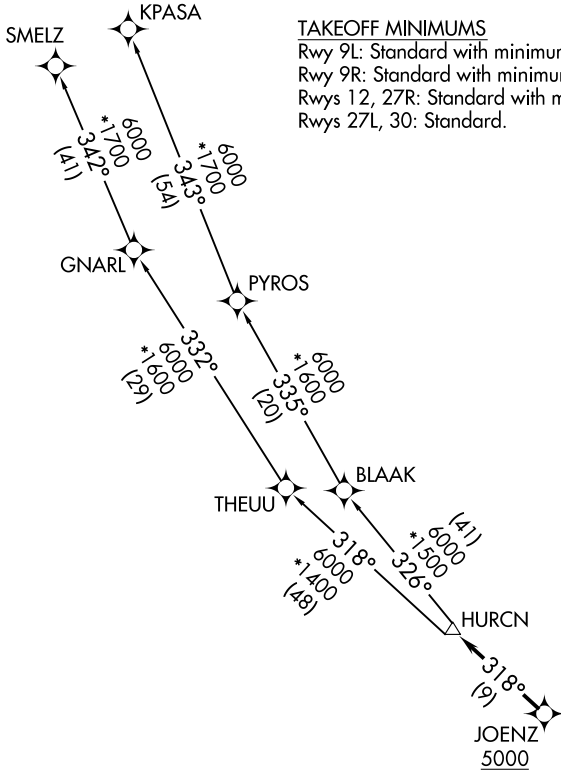 KPASA
SMELZ
TAKEOFF MINIMUMS
Rwy 9L: Standard with minimum
Rwy 9R: Standard with minimum
Rwys 12, 27R: Standard with m
Rwys 27L, 30: Standard.
6000
*1700
342°
(41)
6000
*1700
343°
(54)
GNARL
PYROS
332°
6000
*1600
(29)
6000
*1600
335°
(20)
BLAAK
THEUU
318°
6000
*1400
(48)
(41)
6000
*1500
326°
HURCN
318°
(9)
JOENZ
5000